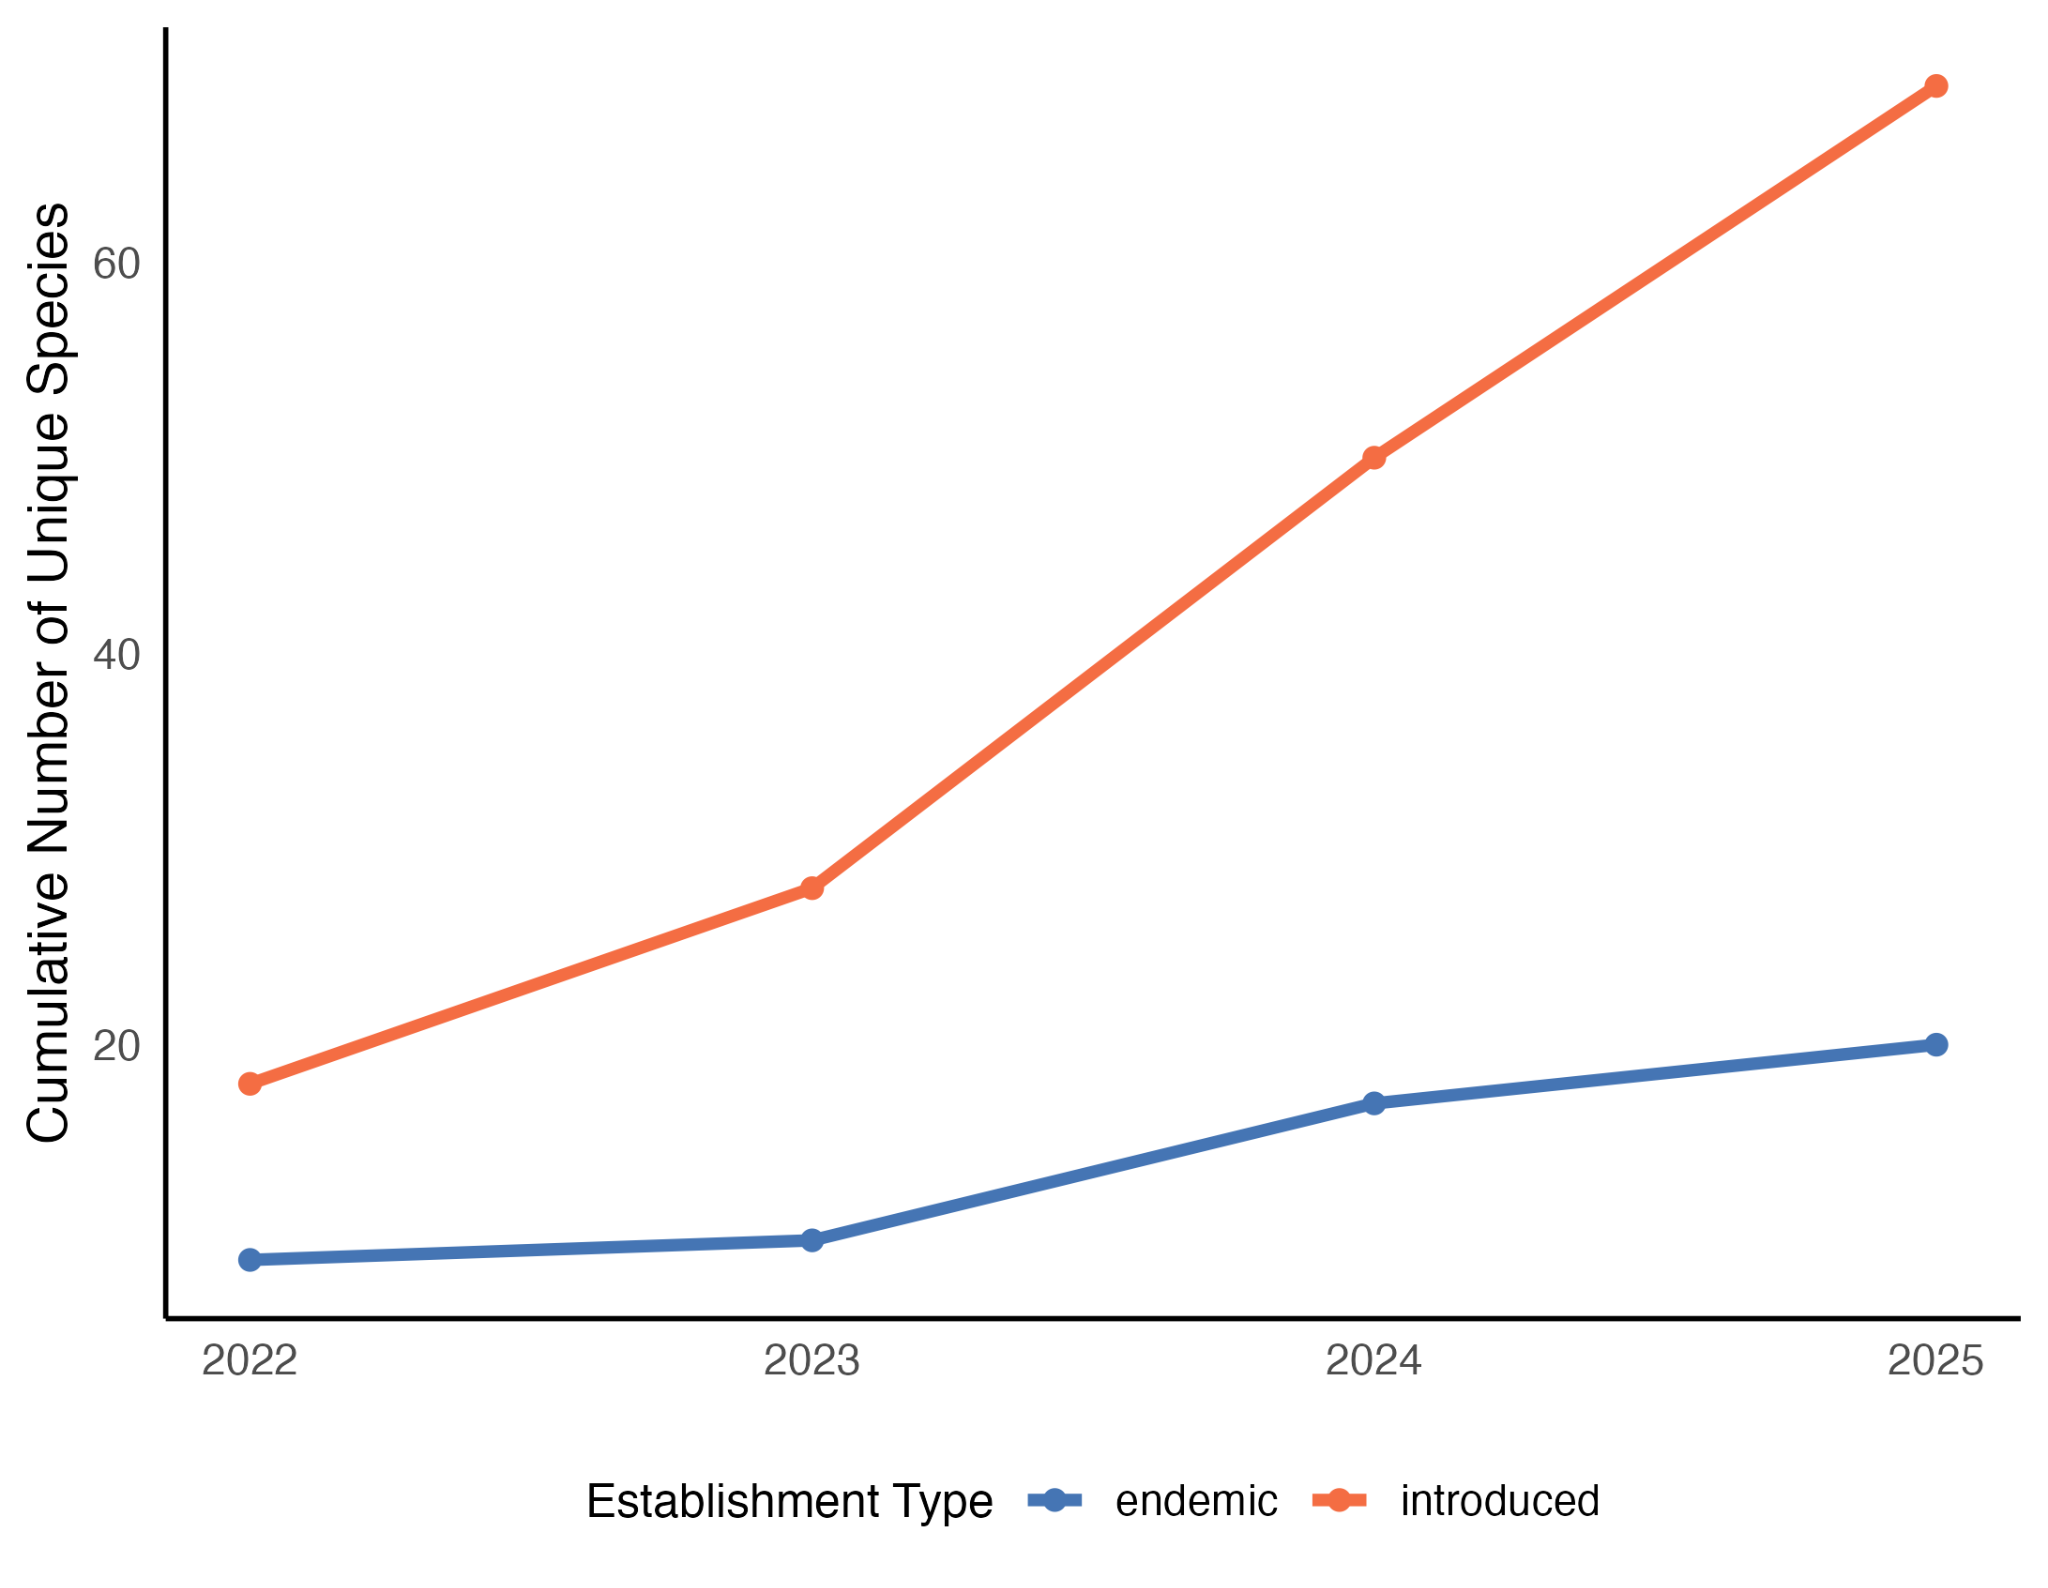 Cumulative Number of Unique Species
60
40
20
2022 2023 2024 2025
Establishment Type endemic introduced